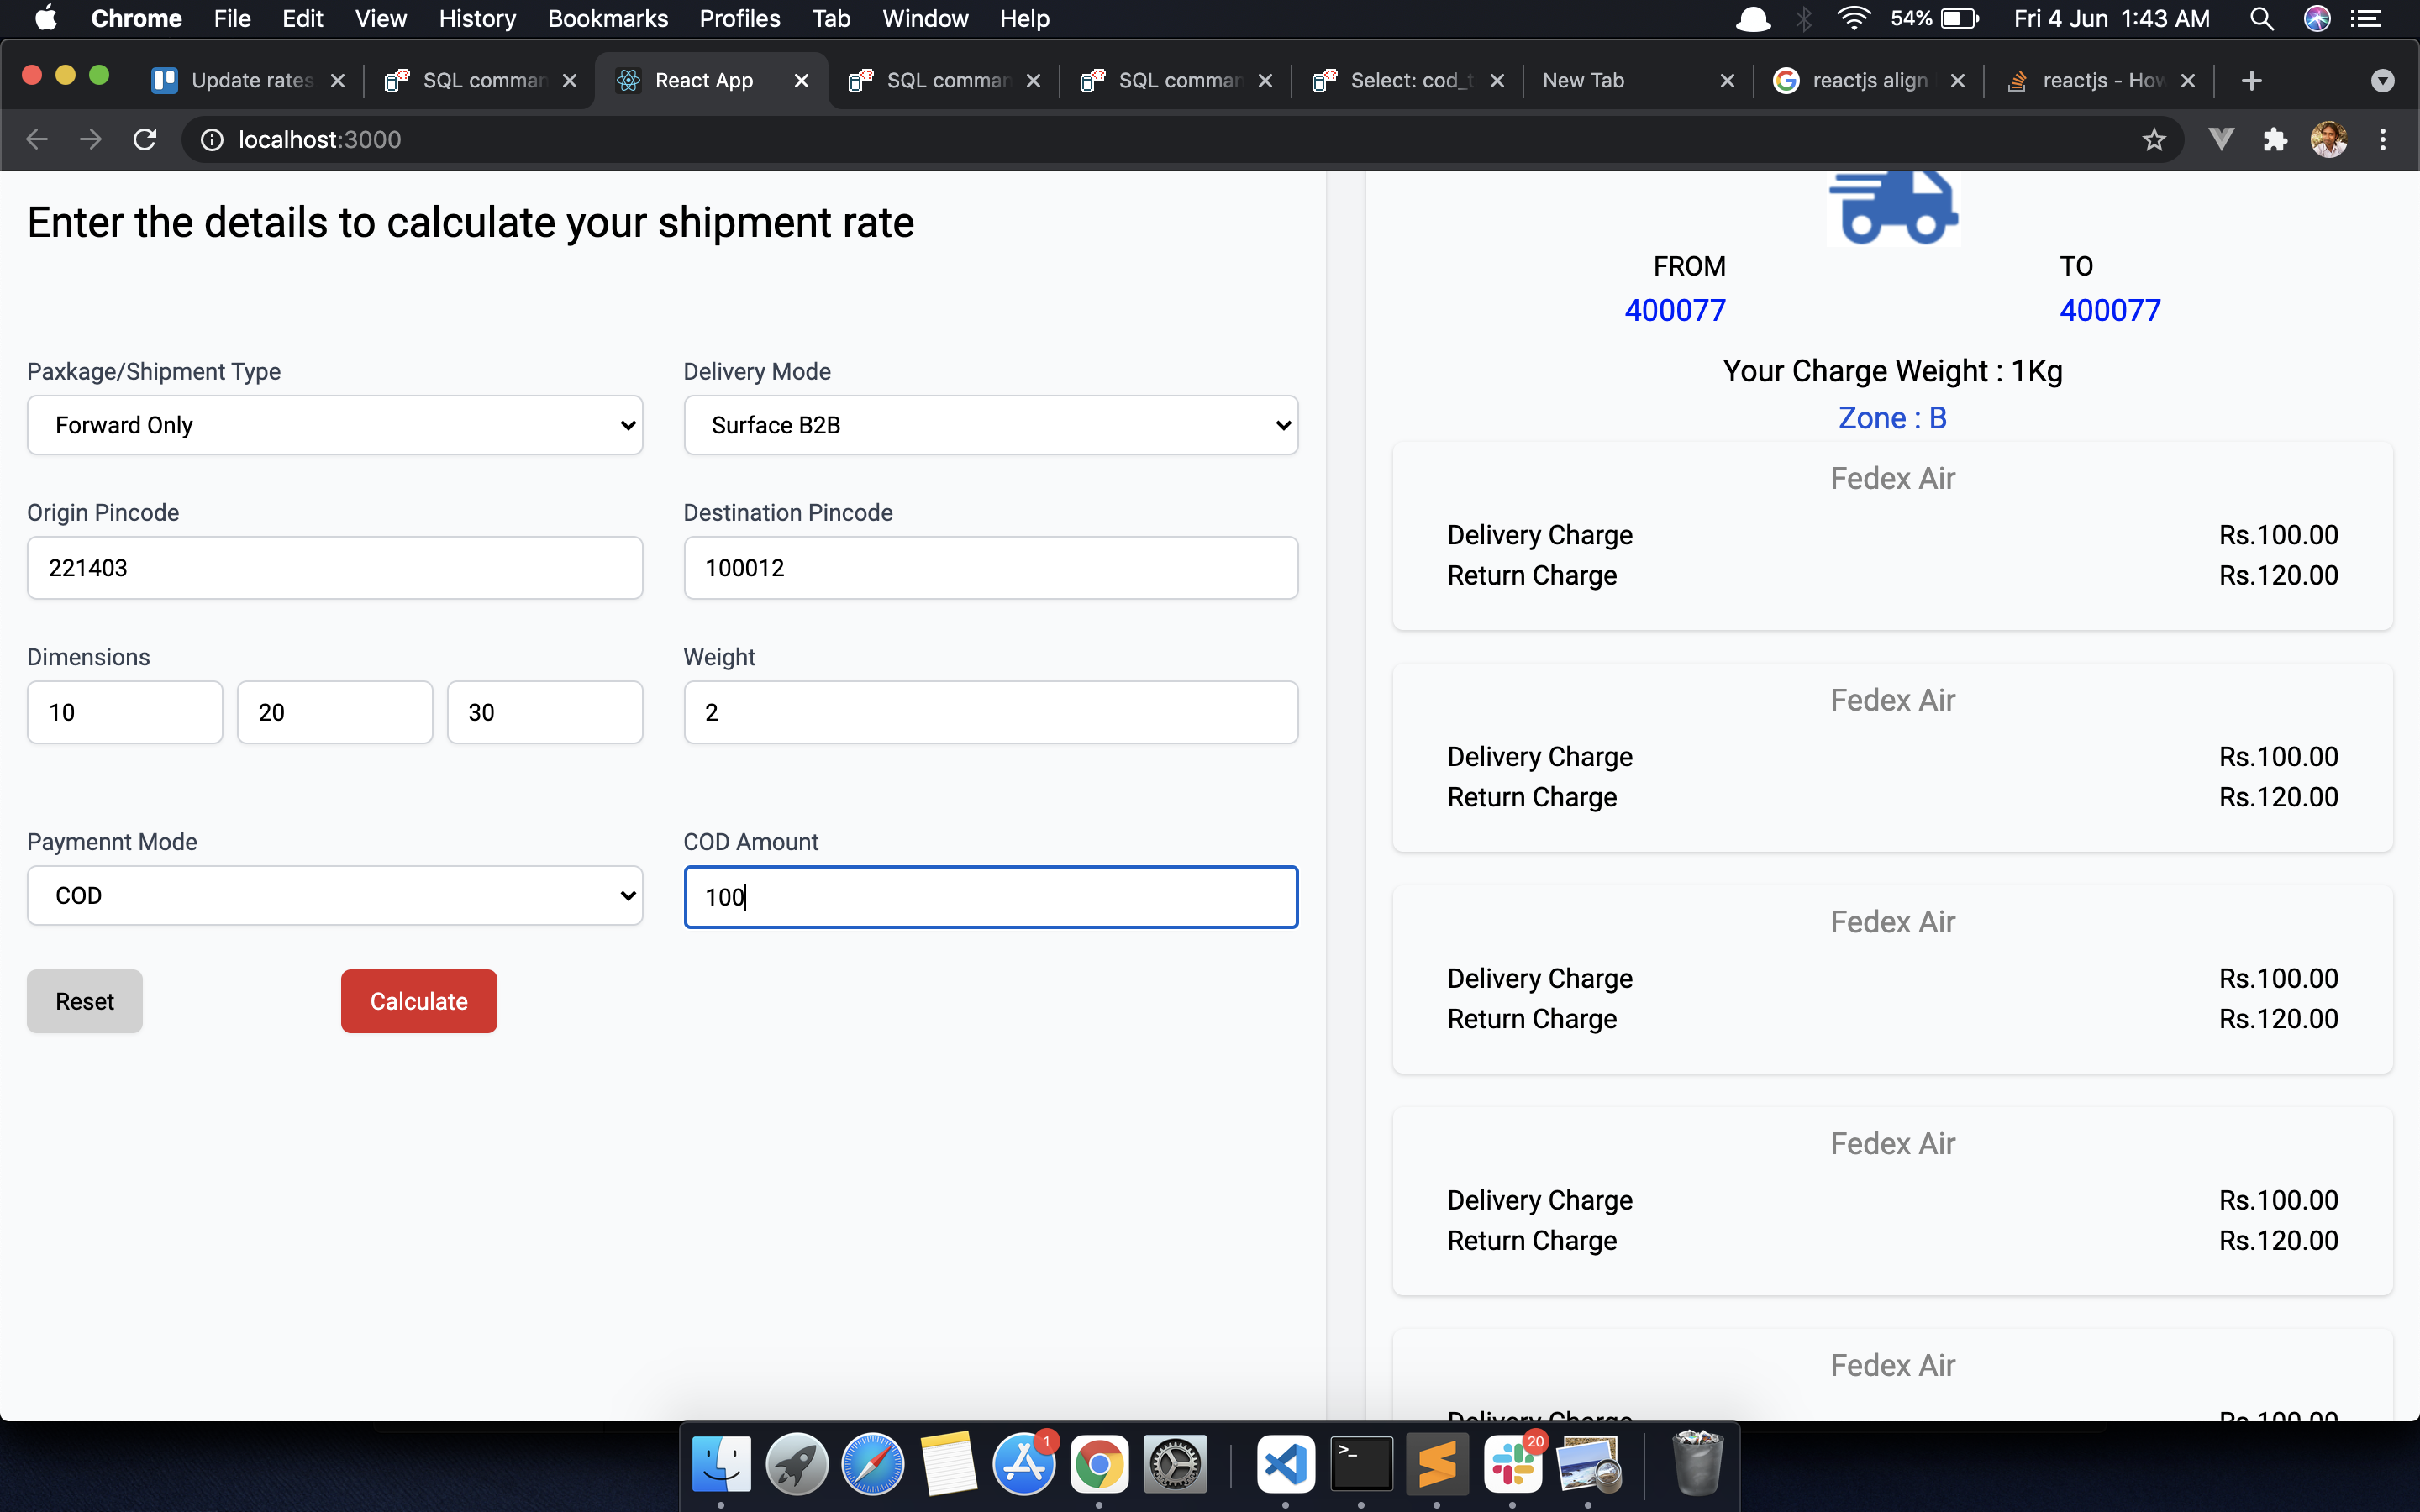 Chrome File Edit View History Bookmarks Profiles Tab Window Help 54% Fri 4 Jun 1:43 AM
Update rates SQL comman React App SQL comman SQL comman Select: cod_t New Tab reactjs align reactjs - How
localhost:3000
Enter the details to calculate your shipment rate
Paxkage/Shipment Type Delivery Mode
Forward Only Surface B2B
Origin Pincode Destination Pincode
221403 100012
Dimensions Weight
10 20 30 2
Paymennt Mode COD Amount
COD 100
Reset Calculate
FROM TO
400077 400077
Your Charge Weight : 1Kg
Zone : B
Fedex Air
Delivery Charge Rs.100.00
Return Charge Rs.120.00
Fedex Air
Delivery Charge Rs.100.00
Return Charge Rs.120.00
Fedex Air
Delivery Charge Rs.100.00
Return Charge Rs.120.00
Fedex Air
Delivery Charge Rs.100.00
Return Charge Rs.120.00
Fedex Air
Delivery Charge Rs.100.00
1 >_ 20